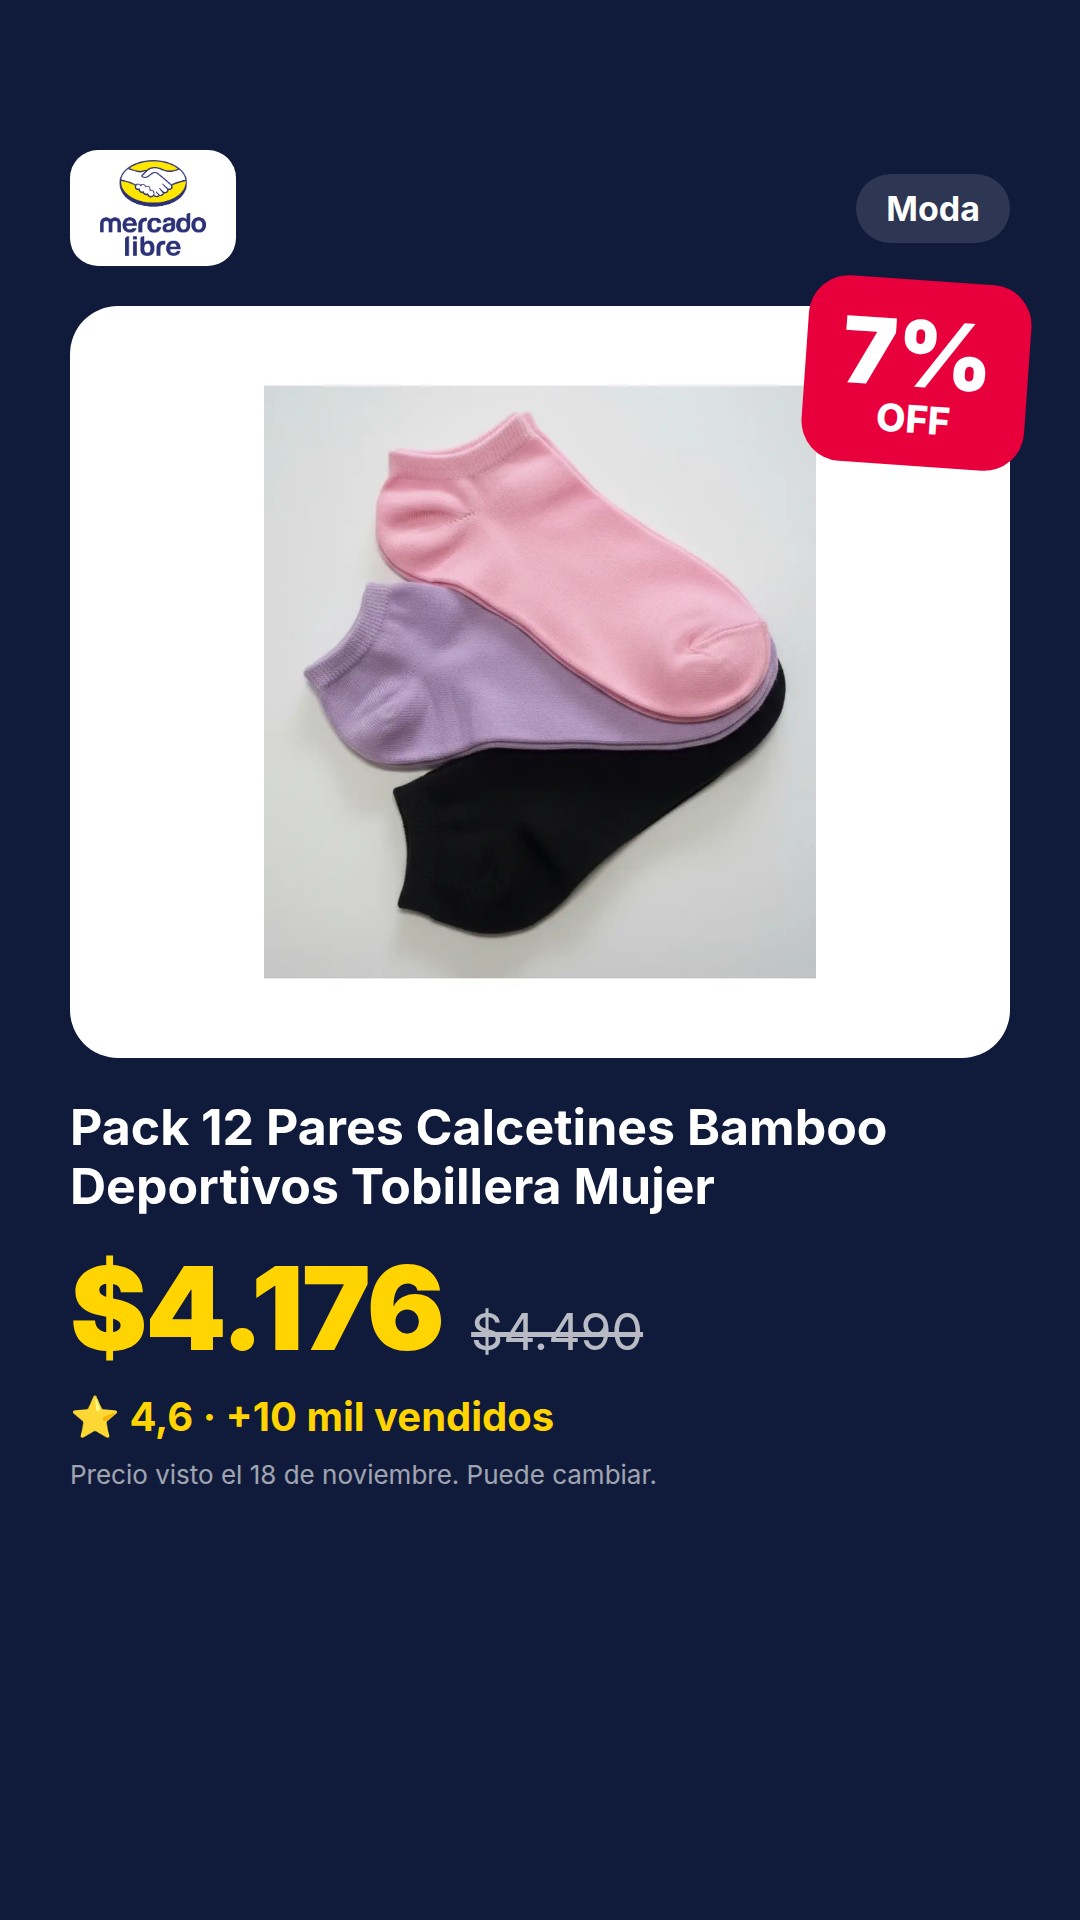 mercado
libre
Moda
7%
OFF
Pack 12 Pares Calcetines Bamboo
Deportivos Tobillera Mujer
$4.176 $4.490
⭐ 4,6 · +10 mil vendidos
Precio visto el 18 de noviembre. Puede cambiar.